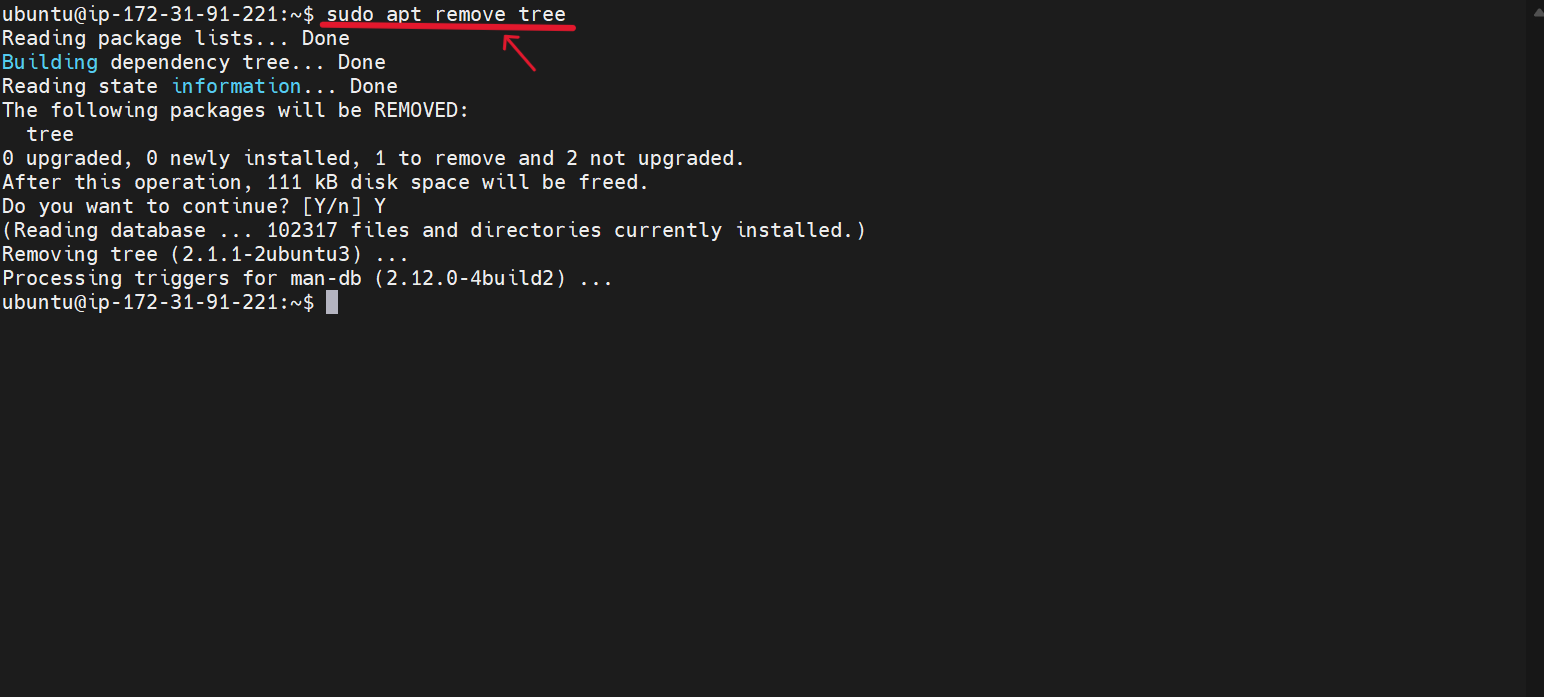 ubuntu@ip-172-31-91-221:~$ sudo apt remove tree
Reading package lists... Done
Building dependency tree... Done
Reading state information... Done
The following packages will be REMOVED:
  tree
0 upgraded, 0 newly installed, 1 to remove and 2 not upgraded.
After this operation, 111 kB disk space will be freed.
Do you want to continue? [Y/n] Y
(Reading database ... 102317 files and directories currently installed.)
Removing tree (2.1.1-2ubuntu3) ...
Processing triggers for man-db (2.12.0-4build2) ...
ubuntu@ip-172-31-91-221:~$